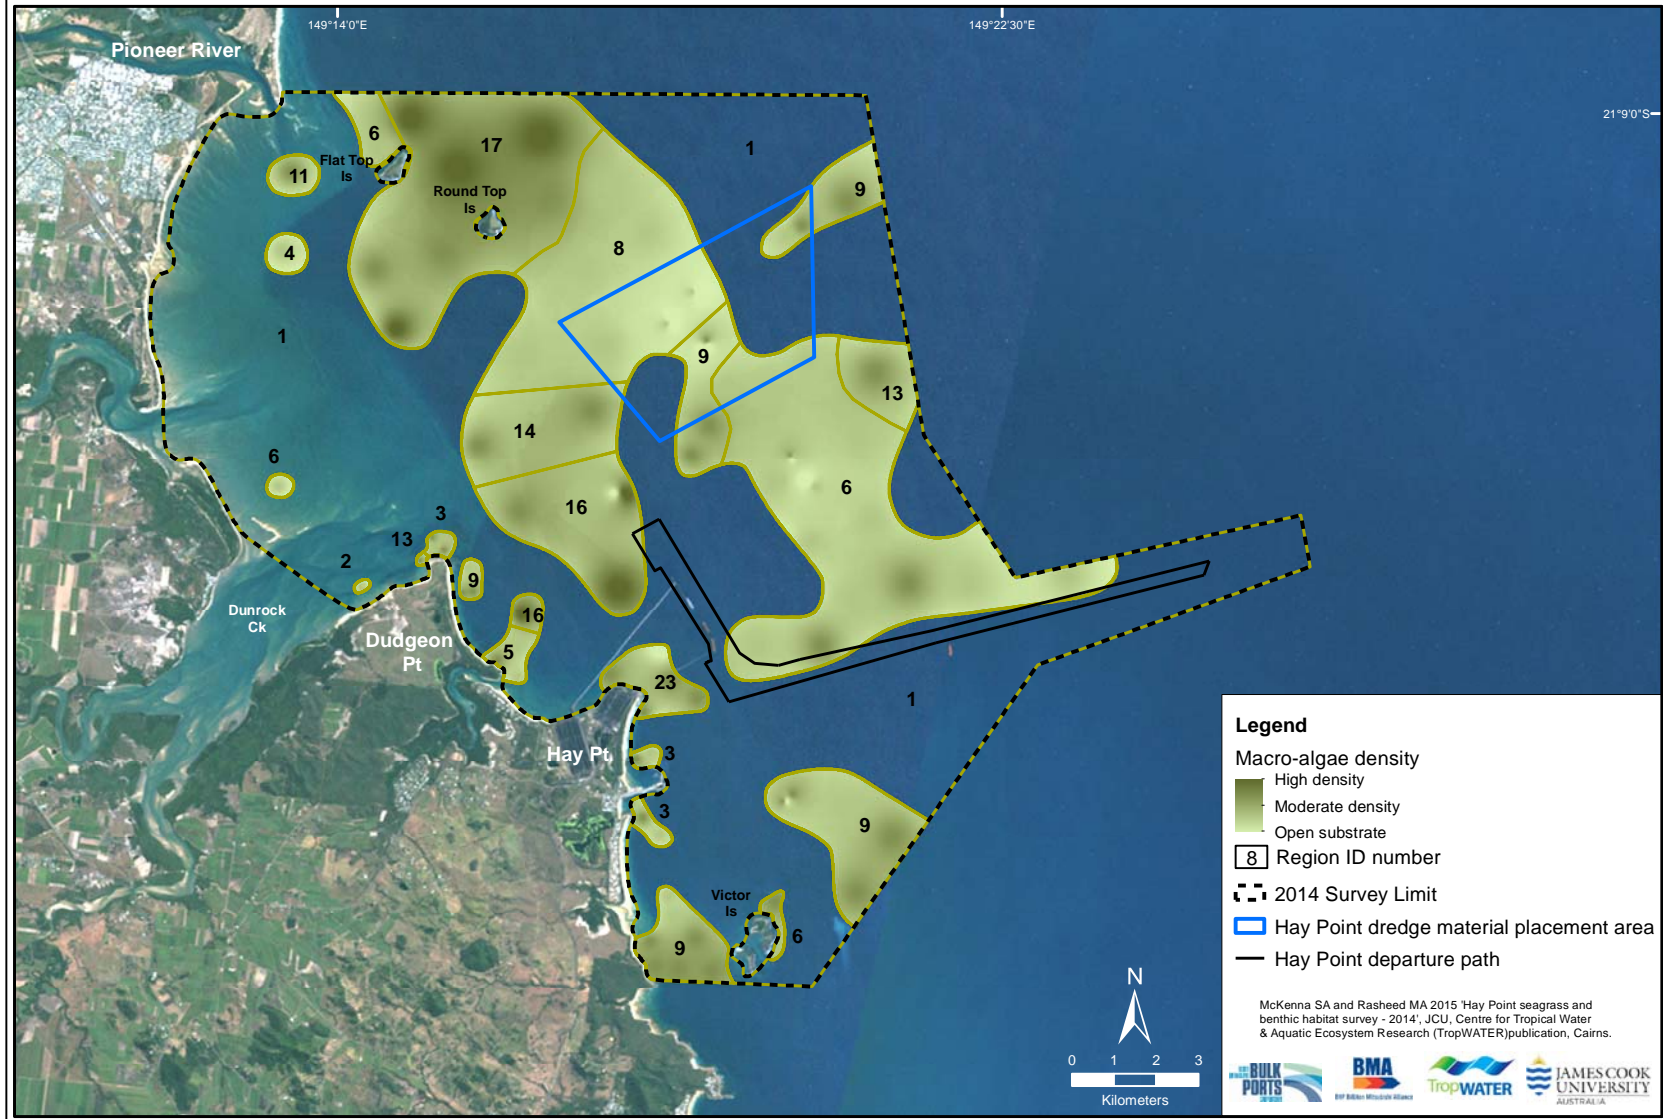 149°14'0"E
149°22'30"E
21°9'0"S
Pioneer River
6
17
1
Flat Top
Is
11
9
Round Top
Is
4
8
1
9
13
14
6
6
16
3
13
2
9
Dunrock
Ck
16
Dudgeon
Pt
5
23
1
Hay Pt
3
3
9
Victor
Is
6
9
N
0 1 2 3
Kilometers
Legend
Macro-algae density
High density
Moderate density
Open substrate
8 Region ID number
2014 Survey Limit
Hay Point dredge material placement area
Hay Point departure path
McKenna SA and Rasheed MA 2015 'Hay Point seagrass and
benthic habitat survey - 2014', JCU, Centre for Tropical Water
& Aquatic Ecosystem Research (TropWATER)publication, Cairns.
BULK
PORTS
BMA
BHP Billiton Mitsubishi Alliance
TropWATER
JAMES COOK
UNIVERSITY
AUSTRALIA